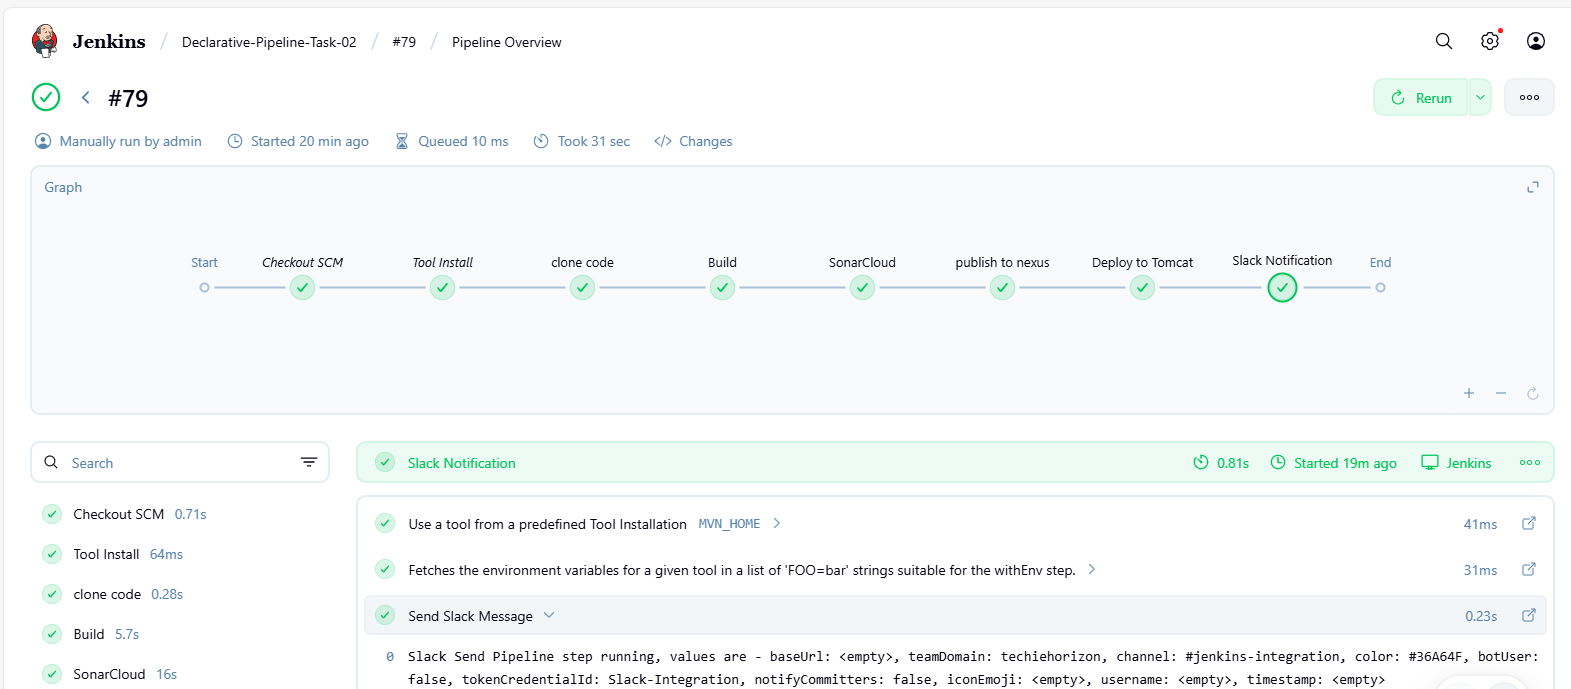 Jenkins / Declarative-Pipeline-Task-02 / #79 / Pipeline Overview
#79
Rerun
Manually run by admin Started 20 min ago Queued 10 ms Took 31 sec </> Changes
Graph
Start Checkout SCM Tool Install clone code Build SonarCloud publish to nexus Deploy to Tomcat Slack Notification End
Search
Slack Notification 0.81s Started 19m ago Jenkins
Checkout SCM 0.71s
Tool Install 64ms
clone code 0.28s
Build 5.7s
SonarCloud 16s
Use a tool from a predefined Tool Installation MVN_HOME 41ms
Fetches the environment variables for a given tool in a list of 'FOO=bar' strings suitable for the withEnv step. 31ms
Send Slack Message 0.23s
0 Slack Send Pipeline step running, values are - baseUrl: <empty>, teamDomain: techiehorizon, channel: #jenkins-integration, color: #36A64F, botUser:
false, tokenCredentialId: Slack-Integration, notifyCommitters: false, iconEmoji: <empty>, username: <empty>, timestamp: <empty>